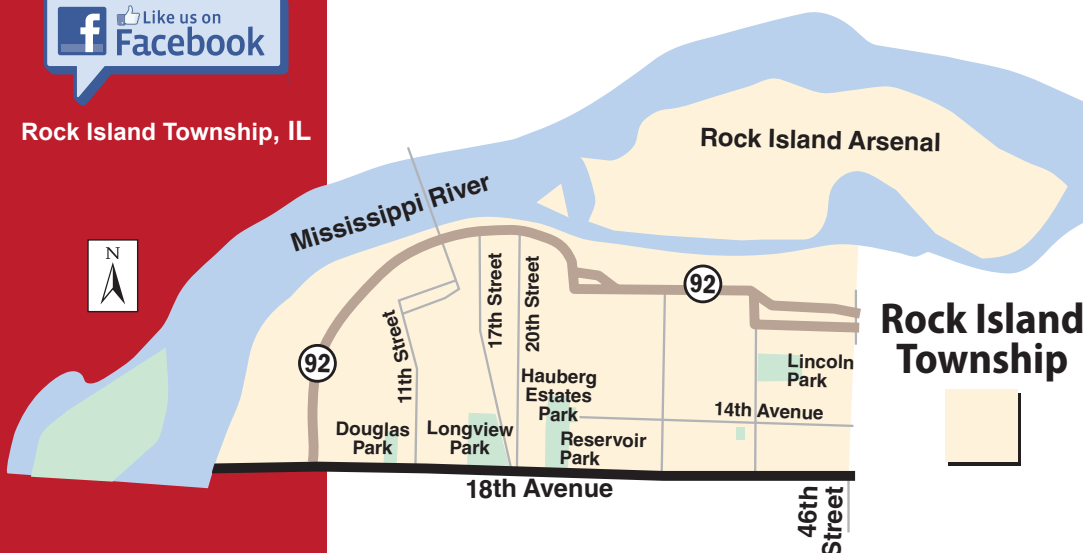 Like us on
Facebook
Rock Island Township, IL
N
Mississippi River
Rock Island Arsenal
92
92
11th Street
17th Street
20th Street
Hauberg
Estates
Park
Lincoln
Park
14th Avenue
Douglas
Park
Longview
Park
Reservoir
Park
18th Avenue
46th
Street
Rock Island
Township